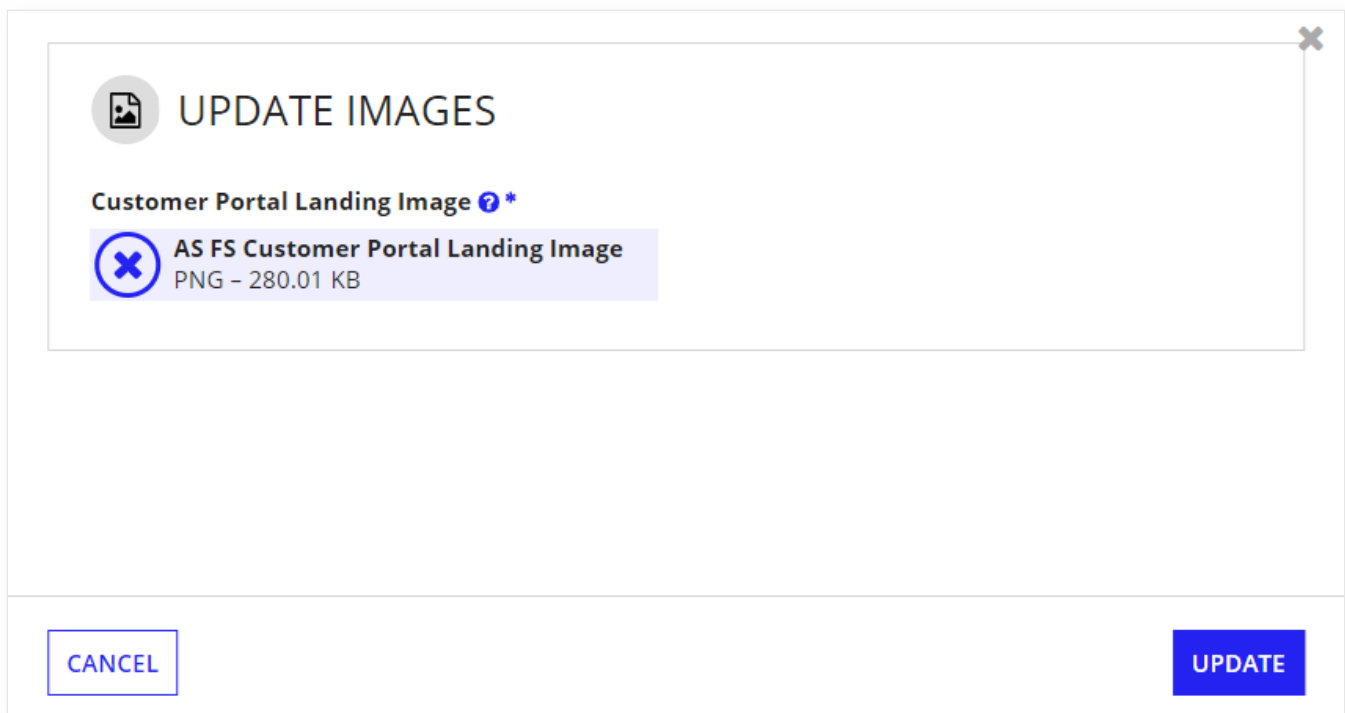 UPDATE IMAGES
Customer Portal Landing Image ? *
AS FS Customer Portal Landing Image
PNG – 280.01 KB
CANCEL
UPDATE